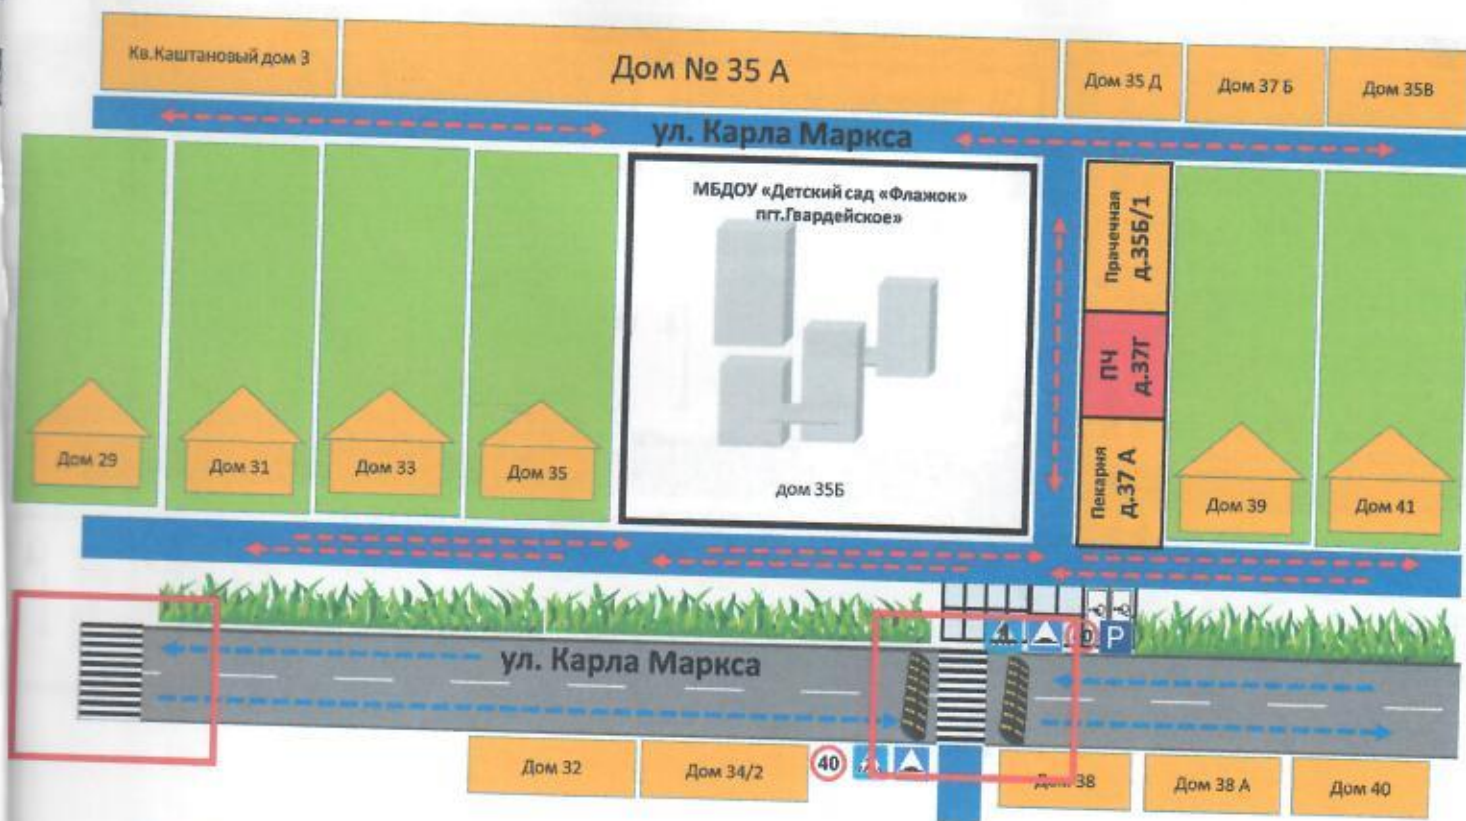 Кв.Каштановый дом 3
Дом № 35 А
Дом 35 Д
Дом 37 Б
Дом 35В
ул. Карла Маркса
МБДОУ «Детский сад «Флажок»
пгт.Гвардейское»
Прачечная
д.35Б/1
ПЧ
д.37Г
Пекарня
д.37 А
Дом 29
Дом 31
Дом 33
Дом 35
дом 35Б
Дом 39
Дом 41
P
ул. Карла Маркса
Дом 32
Дом 34/2
40
Дом 38
Дом 38 А
Дом 40